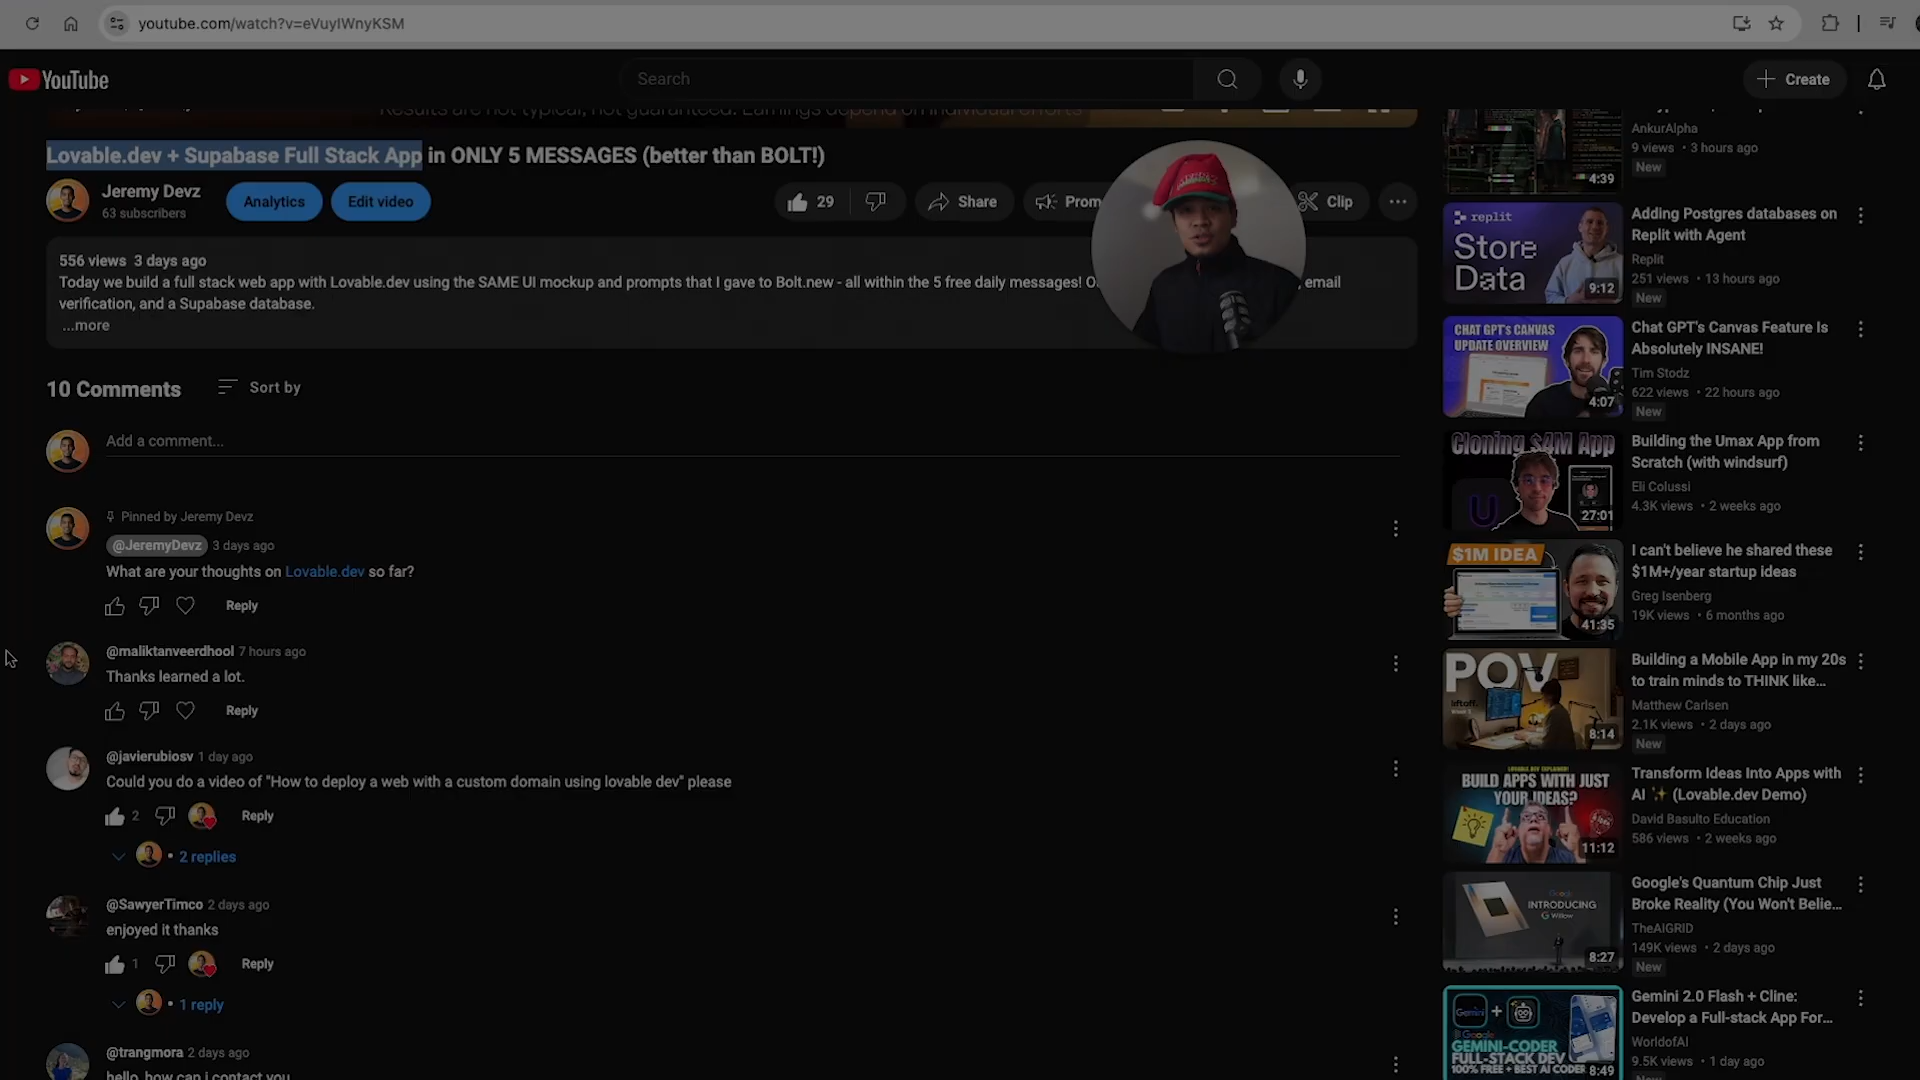 youtube.com/watch?v=eVuyIWnyKSM
YouTube
Search
Create
Results are not typical, not guaranteed. Earnings depend on individual efforts
Lovable.dev + Supabase Full Stack App in ONLY 5 MESSAGES (better than BOLT!)
Jeremy Devz
63 subscribers
Analytics
Edit video
29
Share
Prom
Clip
556 views 3 days ago
Today we build a full stack web app with Lovable.dev using the SAME UI mockup and prompts that I gave to Bolt.new - all within the 5 free daily messages! , email
verification, and a Supabase database.
...more
10 Comments
Sort by
Add a comment...
Pinned by Jeremy Devz
@JeremyDevz 3 days ago
What are your thoughts on Lovable.dev so far?
Reply
@maliktanveerdhool 7 hours ago
Thanks learned a lot.
Reply
@javierubiosv 1 day ago
Could you do a video of "How to deploy a web with a custom domain using lovable dev" please
2
Reply
• 2 replies
@SawyerTimco 2 days ago
enjoyed it thanks
1
Reply
• 1 reply
@trangmora 2 days ago
hello, how can i contact you
4:39
AnkurAlpha
9 views • 3 hours ago
New
replit
Store
Data
9:12
Adding Postgres databases on
Replit with Agent
Replit
251 views • 13 hours ago
New
CHAT GPT'S CANVAS
UPDATE OVERVIEW
4:07
Chat GPT's Canvas Feature Is
Absolutely INSANE!
Tim Stodz
622 views • 22 hours ago
New
Cloning $4M App
U
27:01
Building the Umax App from
Scratch (with windsurf)
Eli Colussi
4.3K views • 2 weeks ago
$1M IDEA
41:35
I can't believe he shared these
$1M+/year startup ideas
Greg Isenberg
19K views • 6 months ago
POV
liftoff.
8:14
Building a Mobile App in my 20s
to train minds to THINK like...
Matthew Carlsen
2.1K views • 2 days ago
New
LOVABLE.DEV EXPLAINED!
BUILD APPS WITH JUST
YOUR IDEAS?
11:12
Transform Ideas Into Apps with
AI ✨ (Lovable.dev Demo)
David Basulto Education
586 views • 2 weeks ago
Google
INTRODUCING
G Willow
8:27
Google's Quantum Chip Just
Broke Reality (You Won't Belie...
TheAIGRID
149K views • 2 days ago
New
Gemini
+
Google
GEMINI-CODER
FULL-STACK DEV
100% FREE + BEST AI CODER
8:49
Gemini 2.0 Flash + Cline:
Develop a Full-stack App For...
WorldofAI
9.5K views • 1 day ago
New